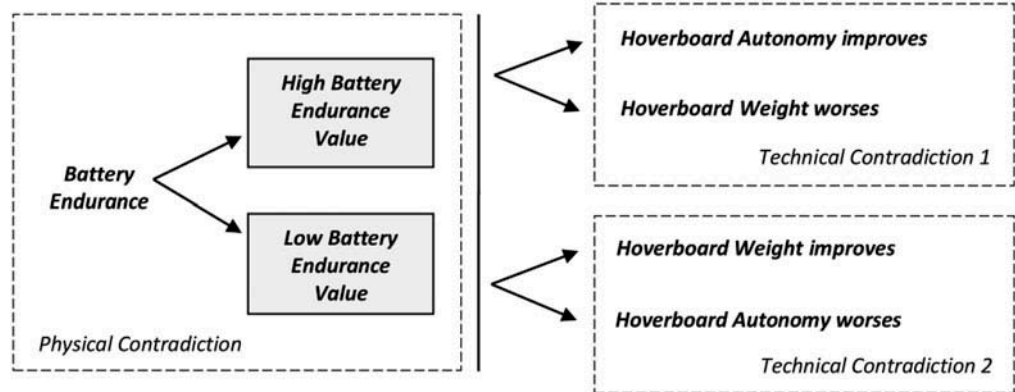 Battery
Endurance
High Battery
Endurance
Value
Low Battery
Endurance
Value
Physical Contradiction
Hoverboard Autonomy improves
Hoverboard Weight worses
Technical Contradiction 1
Hoverboard Weight improves
Hoverboard Autonomy worses
Technical Contradiction 2